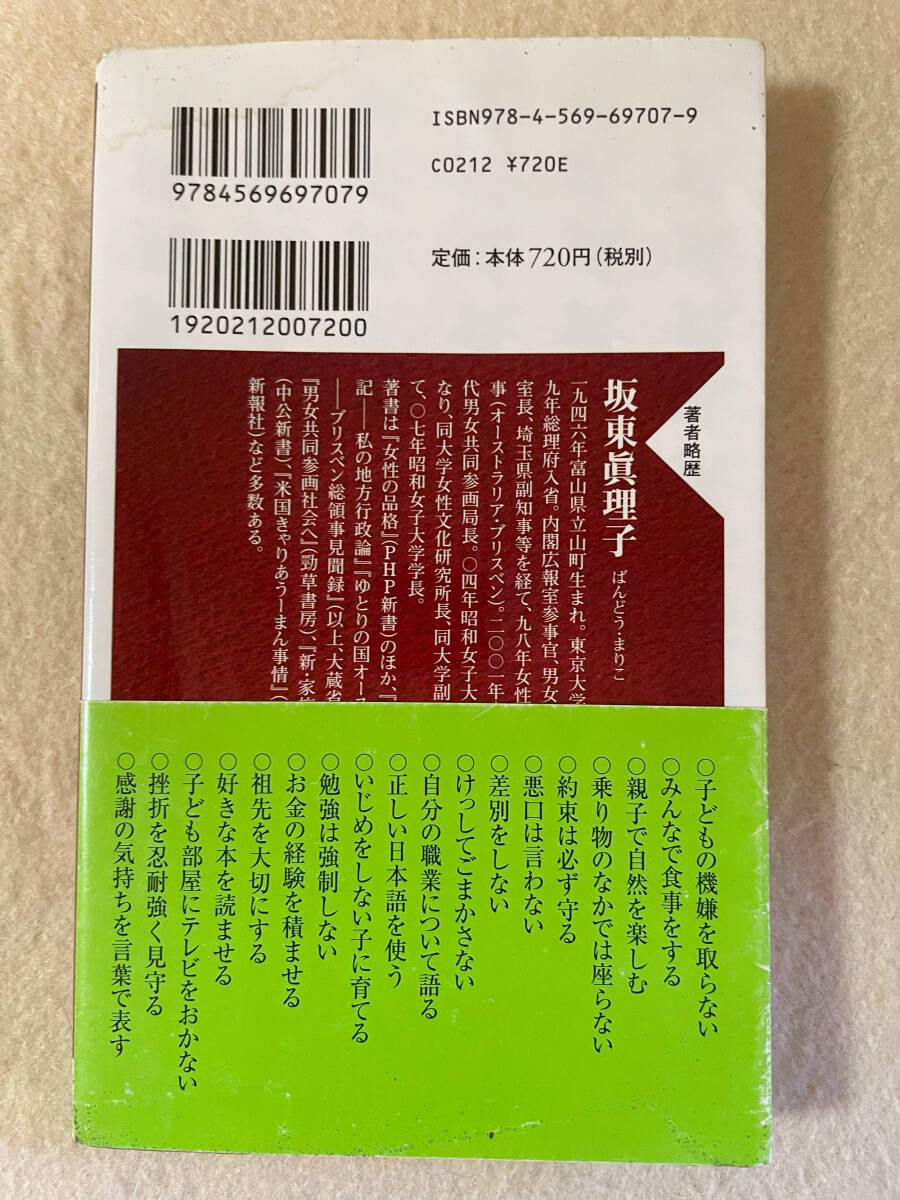 ISBN978-4-569-69707-9
C0212 ¥720E
9784569697079
定価：本体720円（税別）
1920212007200
著者略歴
坂東眞理子 ばんどう・まりこ
一九四六年富山県立山町生まれ。東京大学
九年総理府入省。内閣広報室参事官、男女
室長、埼玉県副知事等を経て、九八年女性
事（オーストラリア・ブリスベン）。二〇〇一年
代男女共同参画局長。〇四年昭和女子大
なり、同大学女性文化研究所長、同大学副
て、〇七年昭和女子大学学長。
著書は『女性の品格』（PHP新書）のほか、『
記――私の地方行政論』『ゆとりの国オース
――ブリスベン総領事見聞録』（以上、大蔵省
『男女共同参画社会へ』（勁草書房）、『新・家
（中公新書）、『米国きゃりあうーまん事情』（
新報社）など多数ある。
○子どもの機嫌を取らない
○みんなで食事をする
○親子で自然を楽しむ
○乗り物のなかでは座らない
○約束は必ず守る
○悪口は言わない
○差別をしない
○けっしてごまかさない
○自分の職業について語る
○正しい日本語を使う
○いじめをしない子に育てる
○勉強は強制しない
○お金の経験を積ませる
○祖先を大切にする
○好きな本を読ませる
○子ども部屋にテレビをおかない
○挫折を忍耐強く見守る
○感謝の気持ちを言葉で表す